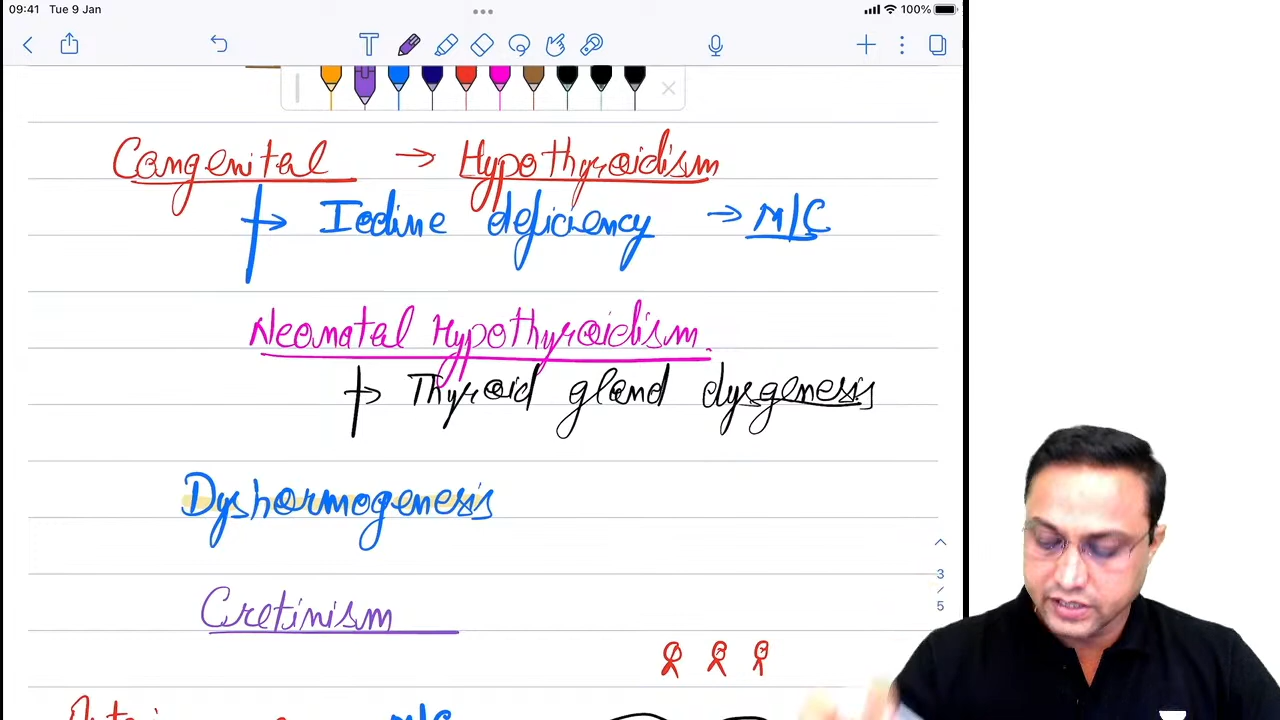 09:41 Tue 9 Jan
100%
Congenital → Hypothyroidism
→ Iodine deficiency → M/C
Neonatal Hypothyroidism.
→ Thyroid gland dysgenesis
Dyshormogenesis
Cretinism
3
/
5
M/C